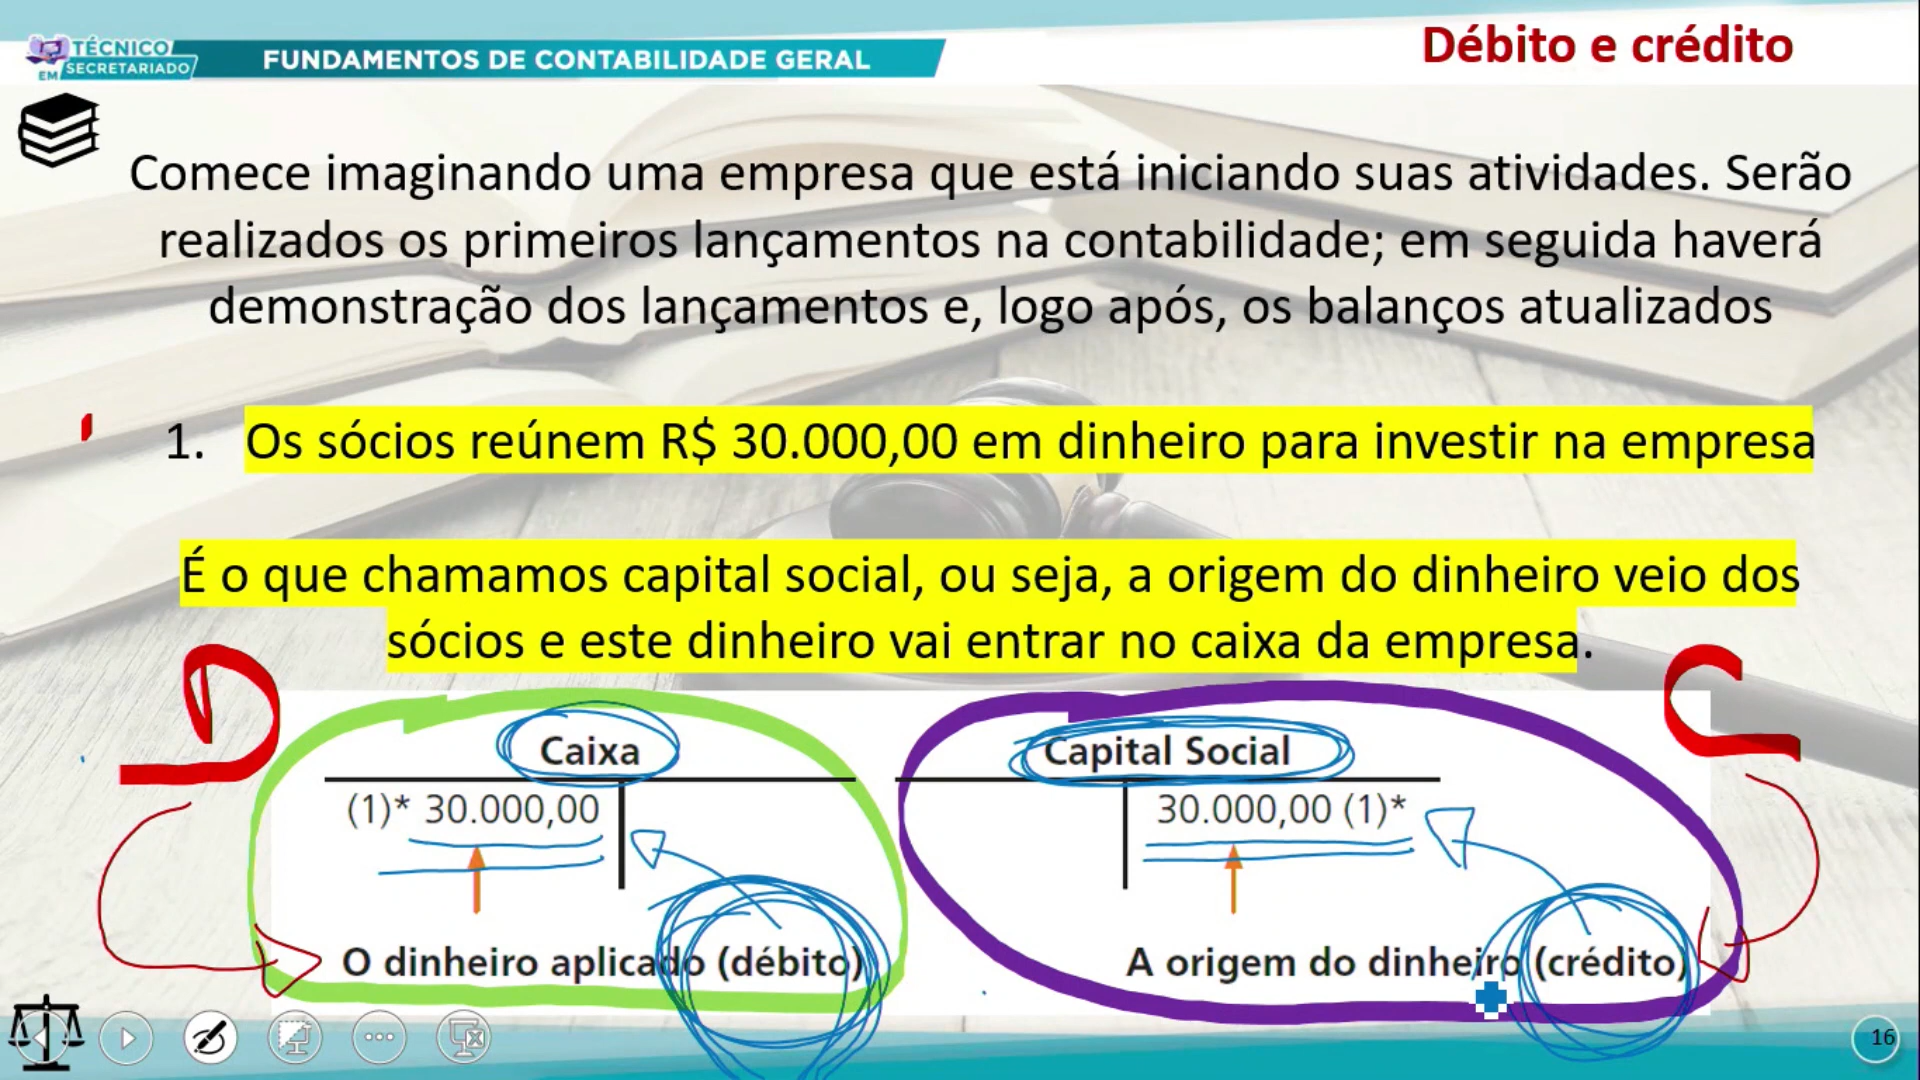 TÉCNICO
EM SECRETARIADO
FUNDAMENTOS DE CONTABILIDADE GERAL
Débito e crédito
Comece imaginando uma empresa que está iniciando suas atividades. Serão
realizados os primeiros lançamentos na contabilidade; em seguida haverá
demonstração dos lançamentos e, logo após, os balanços atualizados
1. Os sócios reúnem R$ 30.000,00 em dinheiro para investir na empresa
É o que chamamos capital social, ou seja, a origem do dinheiro veio dos
sócios e este dinheiro vai entrar no caixa da empresa.
D
C
Caixa
Capital Social
(1)* 30.000,00
30.000,00 (1)*
O dinheiro aplicado (débito)
A origem do dinheiro (crédito)
16